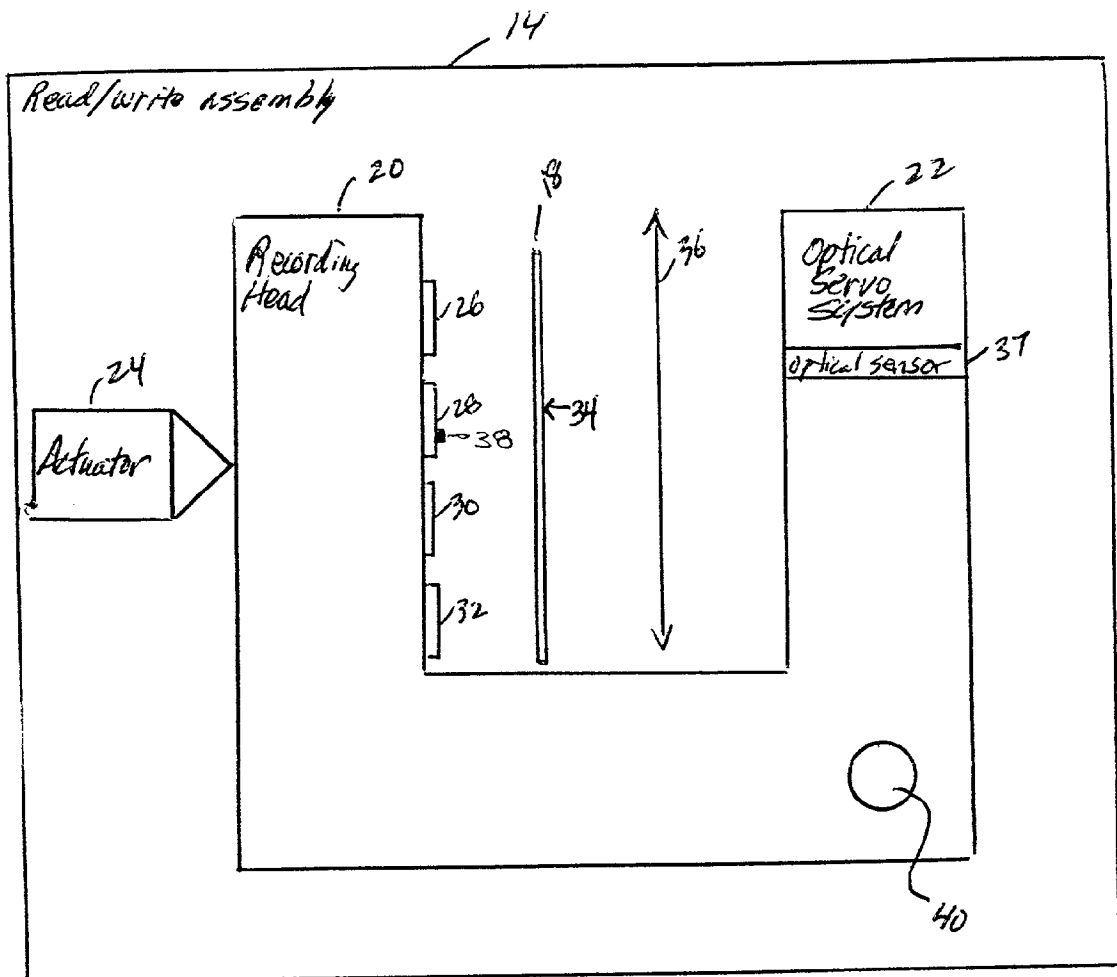 14
Read/write assembly
20
18
22
36
Recording
Head
Optical
Servo
System
26
37
optical sensor
24
28
34
38
Actuator
30
32
40